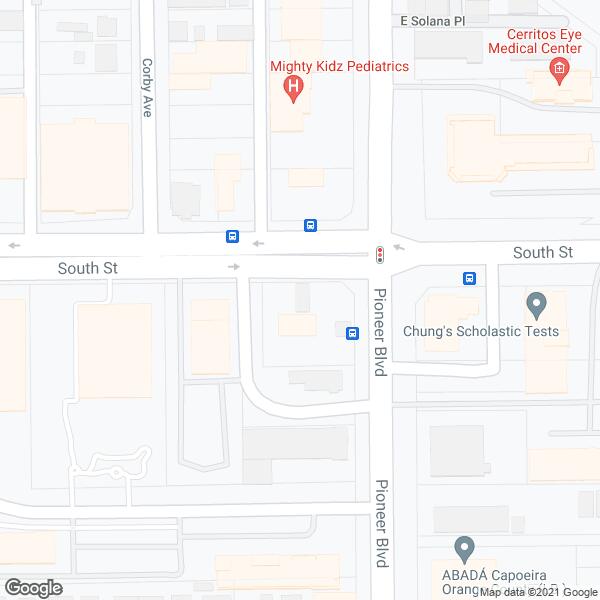 E Solana Pl
Cerritos Eye
Medical Center
Mighty Kidz Pediatrics
H
Corby Ave
South St
South St
Pioneer Blvd
Chung's Scholastic Tests
Pioneer Blvd
ABADÁ Capoeira
Google
Map data ©2021 Google